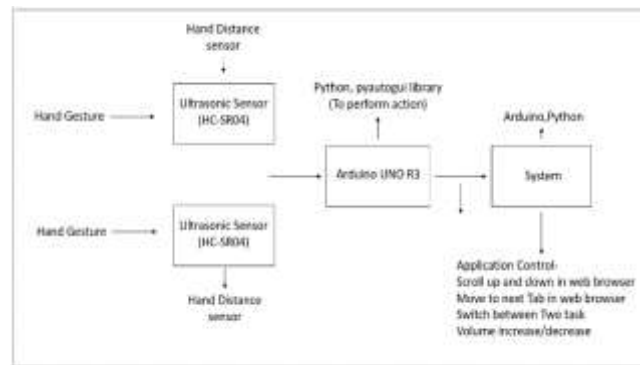 Hand Distance
sensor
Hand Gesture
Ultrasonic Sensor
(HC-SR04)
Python, pyautogui library
(To perform action)
Arduino UNO R3
Arduino,Python
System
Hand Gesture
Ultrasonic Sensor
(HC-SR04)
Hand Distance
sensor
Application Control-
Scroll up and down in web browser
Move to next Tab in web browser
Switch between Two task
Volume increase/decrease